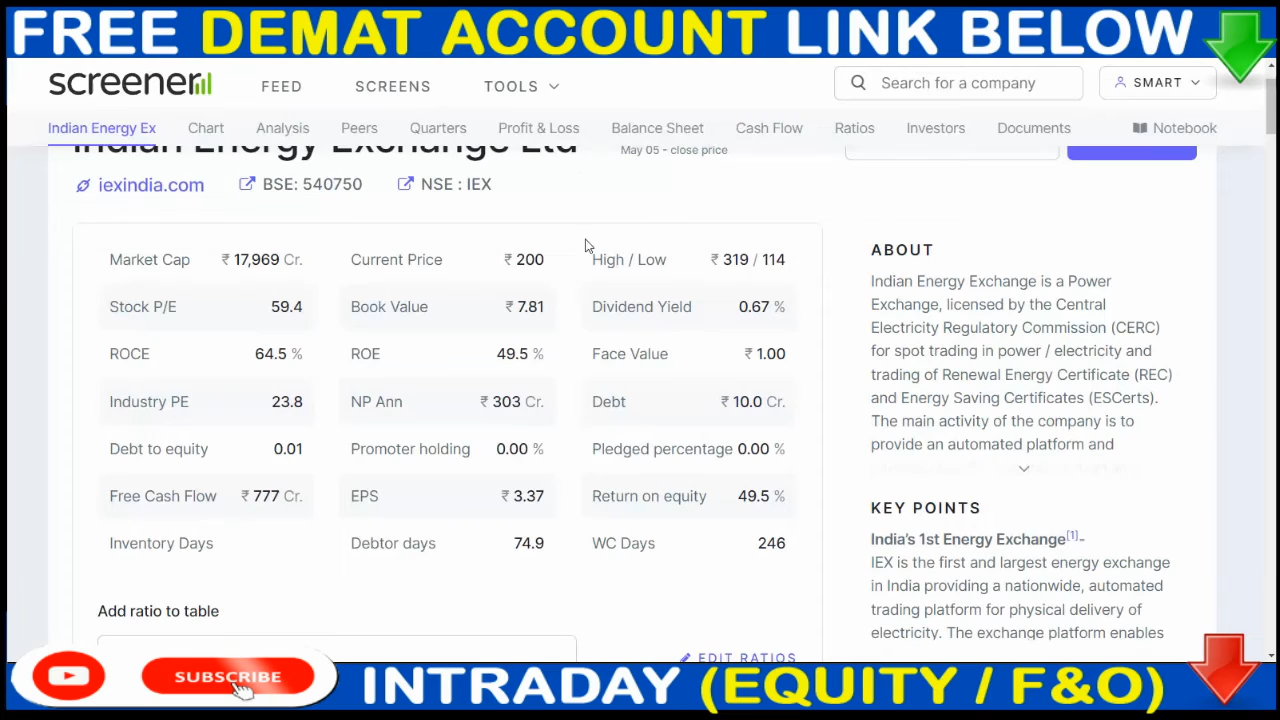 FREE DEMAT ACCOUNT LINK BELOW
screener
FEED SCREENS TOOLS
Search for a company
SMART
Indian Energy Ex Chart Analysis Peers Quarters Profit & Loss Balance Sheet Cash Flow Ratios Investors Documents Notebook
Indian Energy Exchange Ltd
May 05 - close price
iexindia.com BSE: 540750 NSE : IEX
Market Cap ₹ 17,969 Cr. Current Price ₹ 200 High / Low ₹ 319 / 114
Stock P/E 59.4 Book Value ₹ 7.81 Dividend Yield 0.67 %
ROCE 64.5 % ROE 49.5 % Face Value ₹ 1.00
Industry PE 23.8 NP Ann ₹ 303 Cr. Debt ₹ 10.0 Cr.
Debt to equity 0.01 Promoter holding 0.00 % Pledged percentage 0.00 %
Free Cash Flow ₹ 777 Cr. EPS ₹ 3.37 Return on equity 49.5 %
Inventory Days Debtor days 74.9 WC Days 246
Add ratio to table
EDIT RATIOS
ABOUT
Indian Energy Exchange is a Power
Exchange, licensed by the Central
Electricity Regulatory Commission (CERC)
for spot trading in power / electricity and
trading of Renewal Energy Certificate (REC)
and Energy Saving Certificates (ESCerts).
The main activity of the company is to
provide an automated platform and
KEY POINTS
India's 1st Energy Exchange[1]-
IEX is the first and largest energy exchange
in India providing a nationwide, automated
trading platform for physical delivery of
electricity. The exchange platform enables
SUBSCRIBE
INTRADAY (EQUITY / F&O)